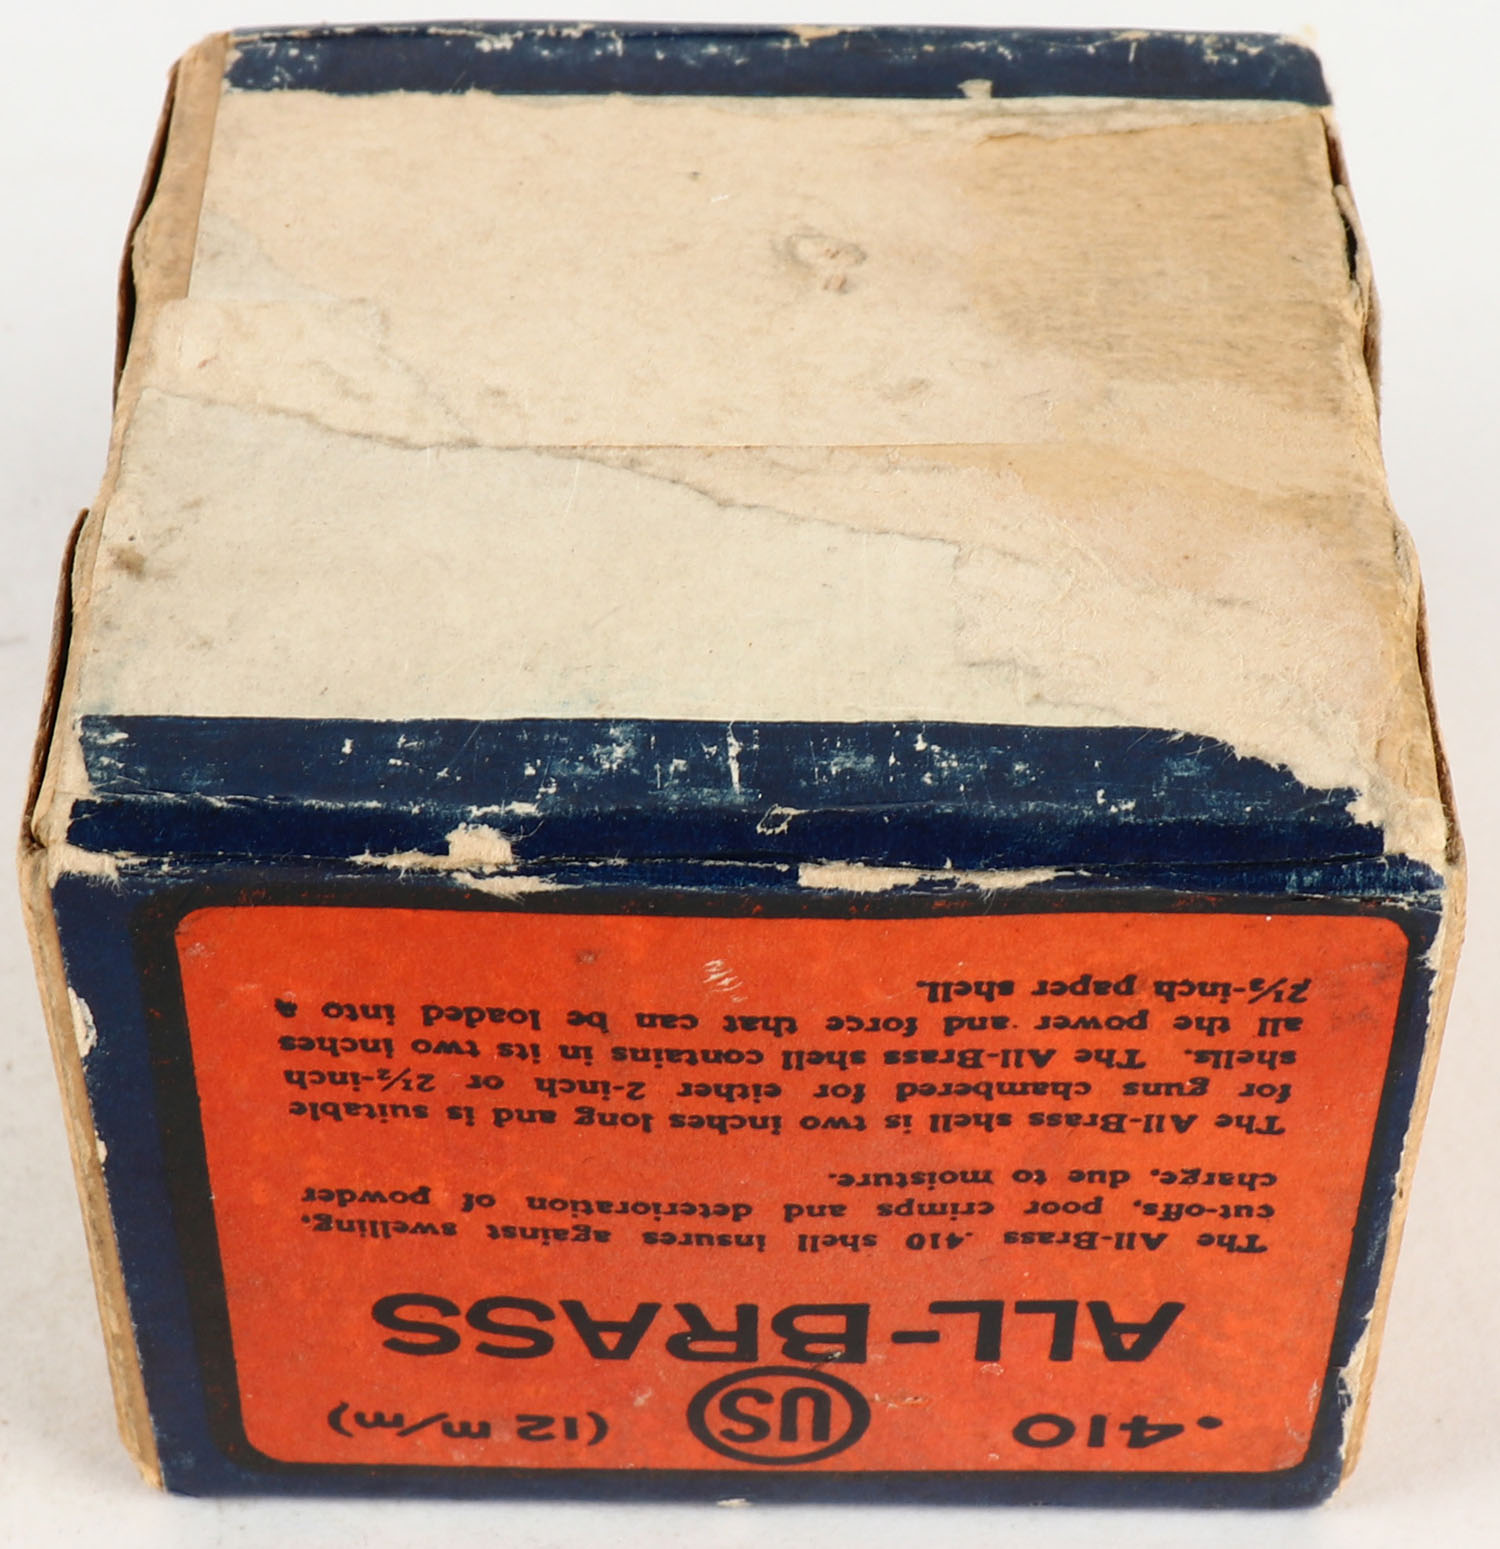 .410 US (12 m/m)
ALL-BRASS
The All-Brass .410 shell insures against swelling,
cut-offs, poor crimps and deterioration of powder
charge, due to moisture.
The All-Brass shell is two inches long and is suitable
for guns chambered for either 2-inch or 2½-inch
shells. The All-Brass shell contains in its two inches
all the power and force that can be loaded into a
2½-inch paper shell.